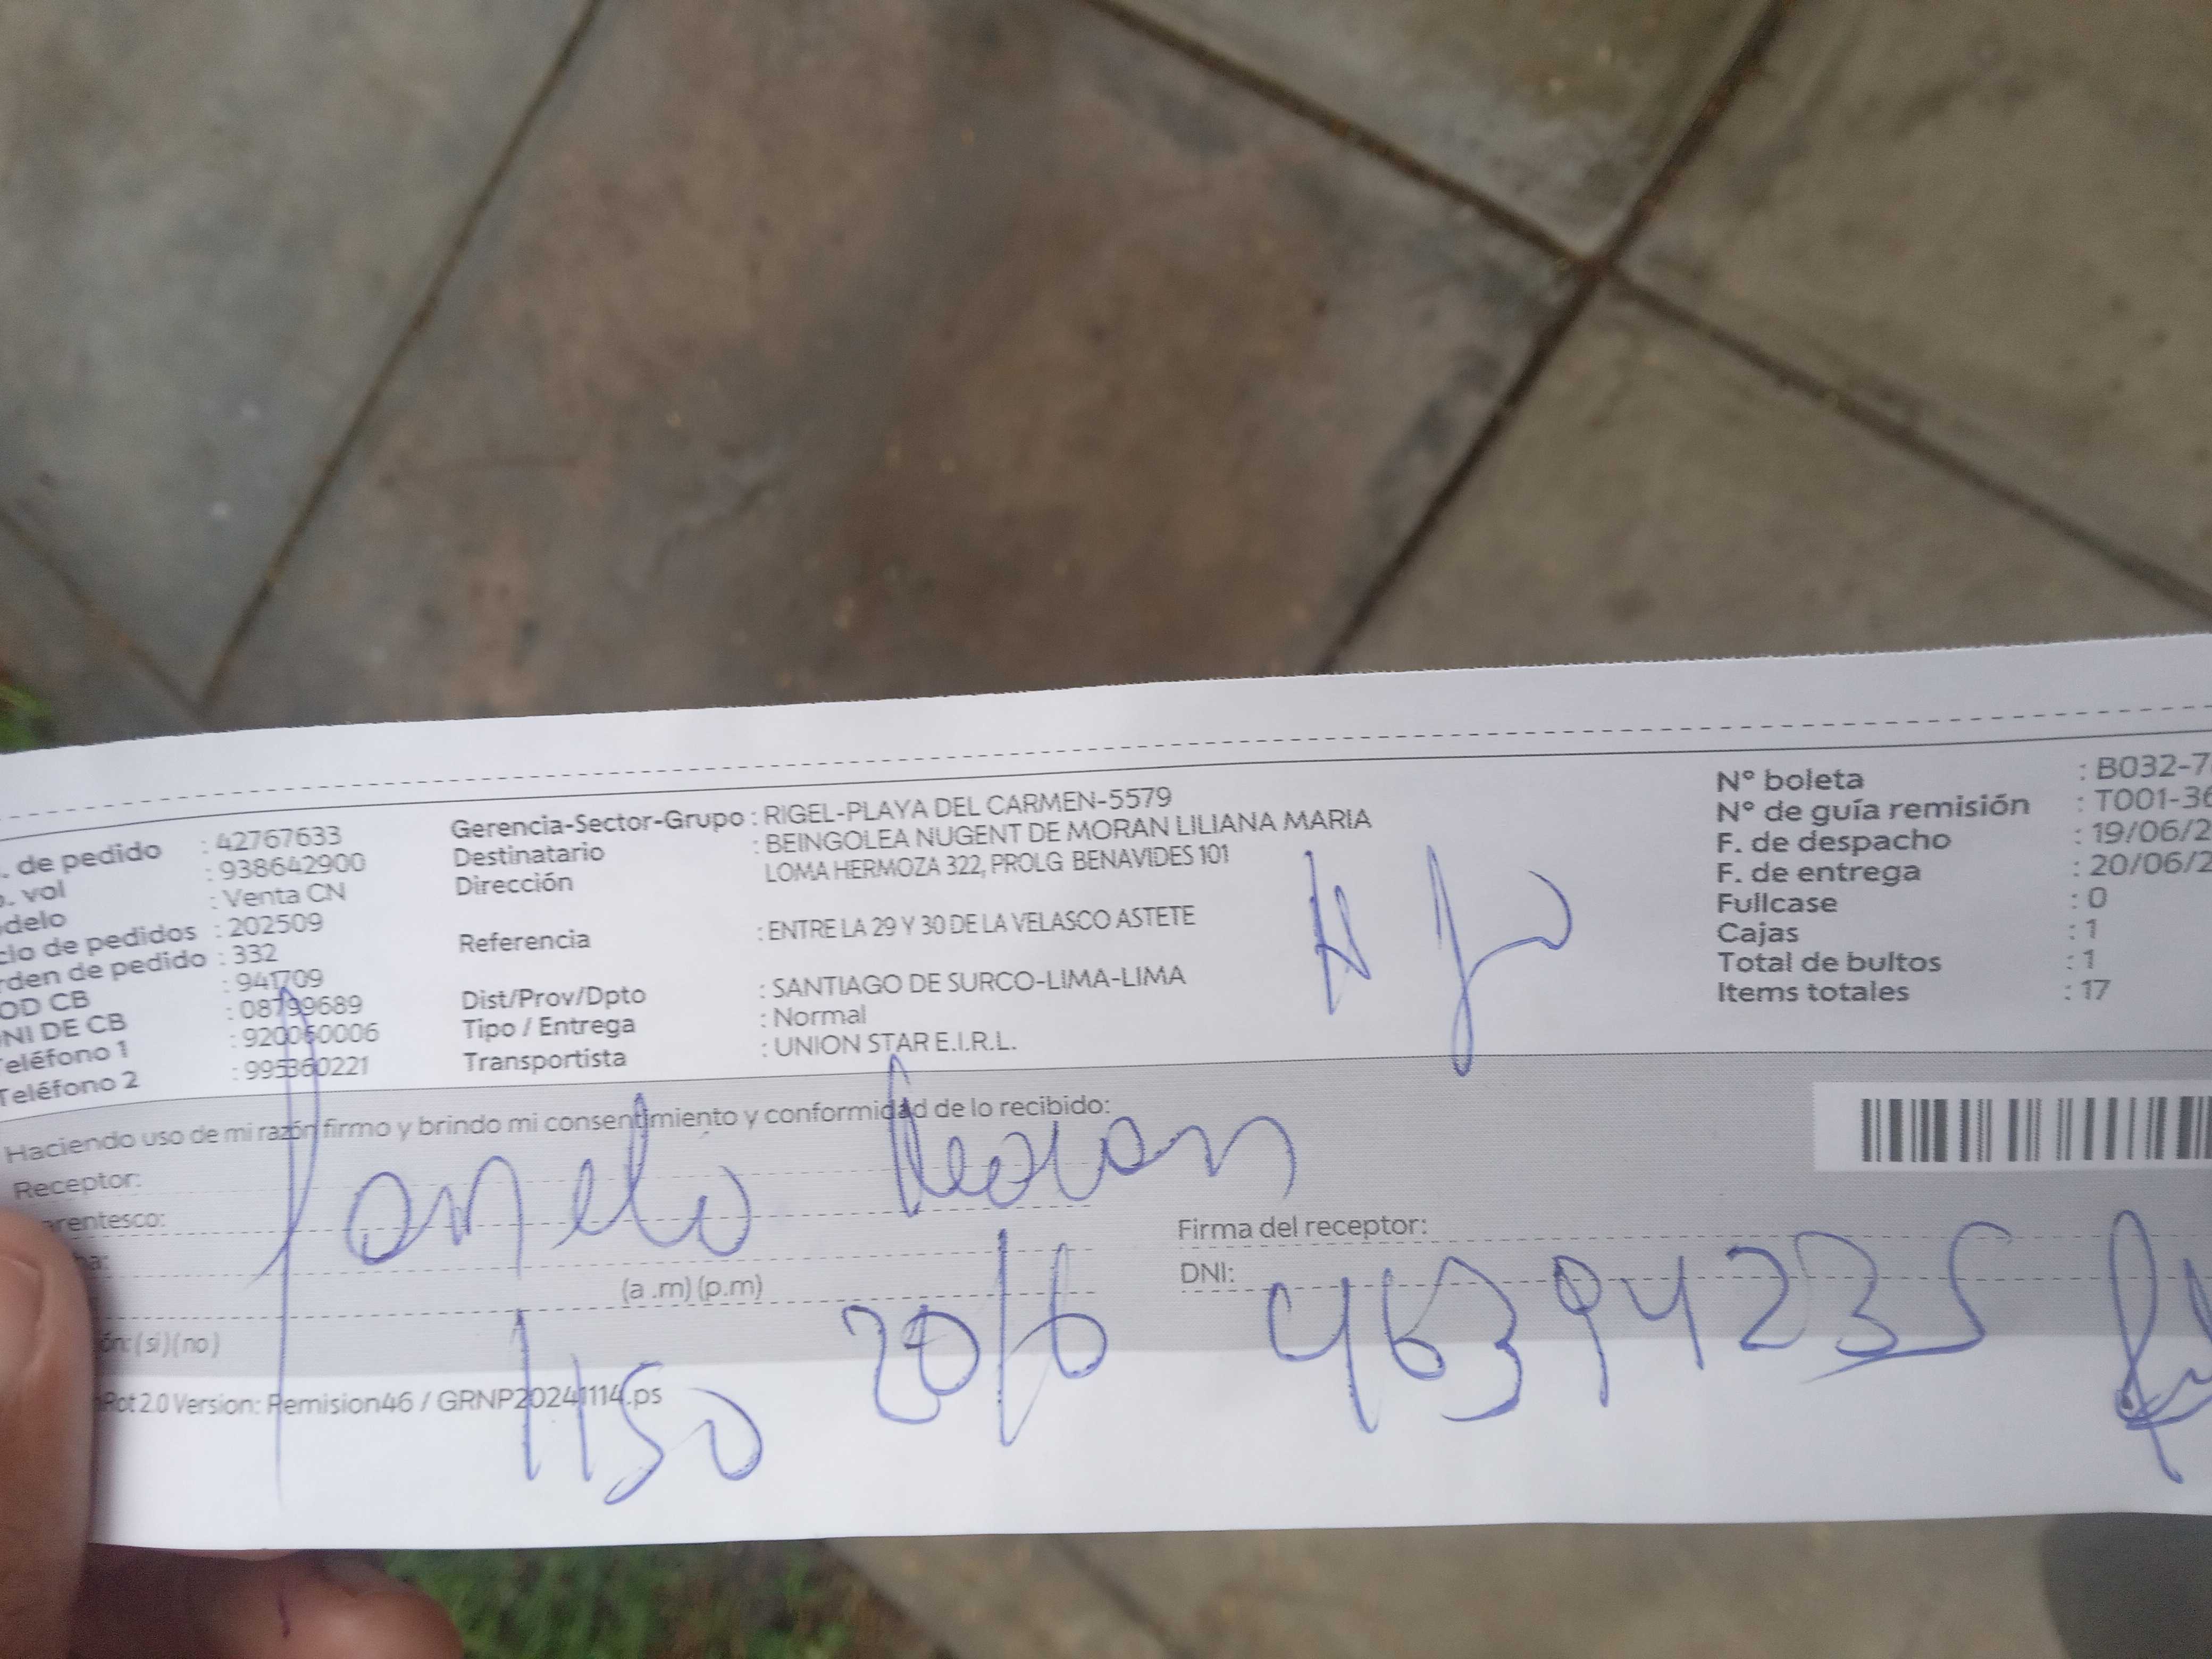 . de pedido : 42767633
. vol : 938642900
delo : Venta CN
clo de pedidos : 202509
rden de pedido : 332
OD CB : 941709
NI DE CB : 08799689
Teléfono 1 : 920060006
Teléfono 2 : 995360221
Gerencia-Sector-Grupo : RIGEL-PLAYA DEL CARMEN-5579
Destinatario : BEINGOLEA NUGENT DE MORAN LILIANA MARIA
Dirección LOMA HERMOZA 322, PROLG BENAVIDES 101
Referencia : ENTRE LA 29 Y 30 DE LA VELASCO ASTETE
Dist/Prov/Dpto : SANTIAGO DE SURCO-LIMA-LIMA
Tipo / Entrega : Normal
Transportista : UNION STAR E.I.R.L.
Nº boleta : B032-7
Nº de guía remisión : T001-36
F. de despacho : 19/06/2
F. de entrega : 20/06/2
Fullcase : 0
Cajas : 1
Total de bultos : 1
Items totales : 17
Haciendo uso de mi razón firmo y brindo mi consentimiento y conformidad de lo recibido:
Receptor:
arentesco:
ha:
(a .m) (p.m)
ón: (si) (no)
Firma del receptor:
DNI: 46394235
1150 20/6
Rot 2.0 Version: Remision46 / GRNP20241114.ps